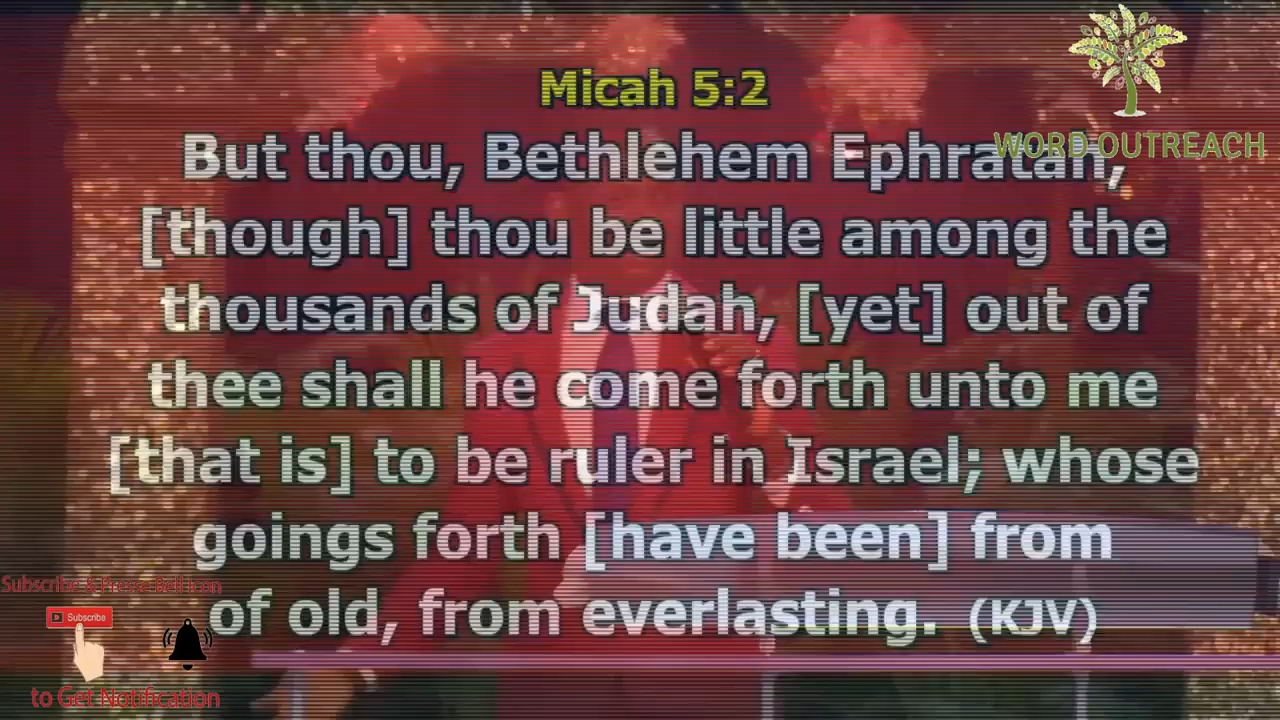 Micah 5:2
But thou, Bethlehem Ephratah,
WORD OUTREACH
[though] thou be little among the
thousands of Judah, [yet] out of
thee shall he come forth unto me
[that is] to be ruler in Israel; whose
goings forth [have been] from
of old, from everlasting. (KJV)
Subscribe & Presse Bell Icon
Subscribe
to Get Notification